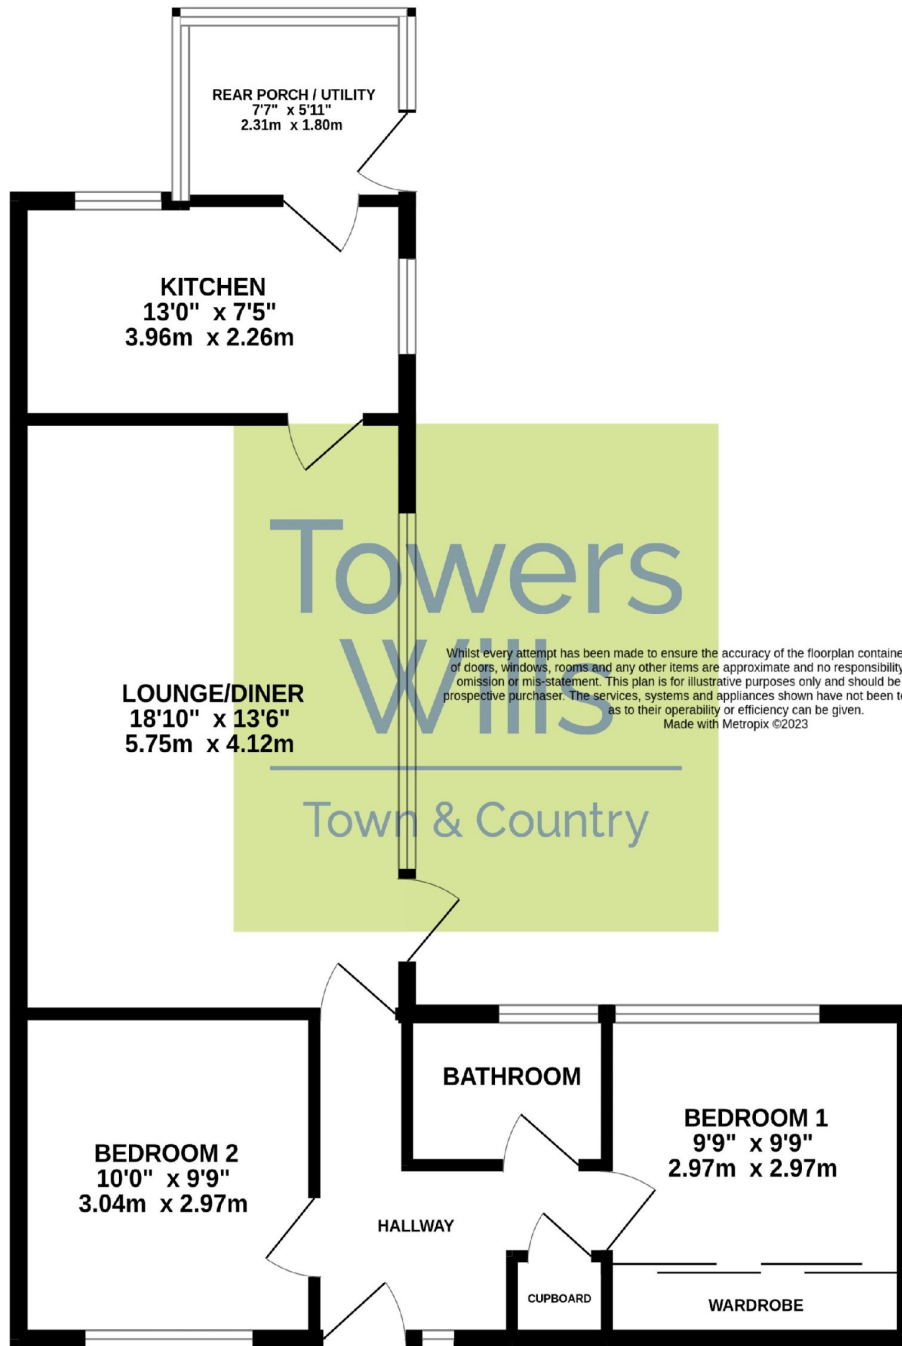 REAR PORCH / UTILITY
7'7" x 5'11"
2.31m x 1.80m
KITCHEN
13'0" x 7'5"
3.96m x 2.26m
Towers
Wills
Town & Country
Whilst every attempt has been made to ensure the accuracy of the floorplan containe
of doors, windows, rooms and any other items are approximate and no responsibility
omission or mis-statement. This plan is for illustrative purposes only and should be
prospective purchaser. The services, systems and appliances shown have not been te
as to their operability or efficiency can be given.
Made with Metropix ©2023
LOUNGE/DINER
18'10" x 13'6"
5.75m x 4.12m
BATHROOM
BEDROOM 1
9'9" x 9'9"
2.97m x 2.97m
BEDROOM 2
10'0" x 9'9"
3.04m x 2.97m
HALLWAY
CUPBOARD
WARDROBE